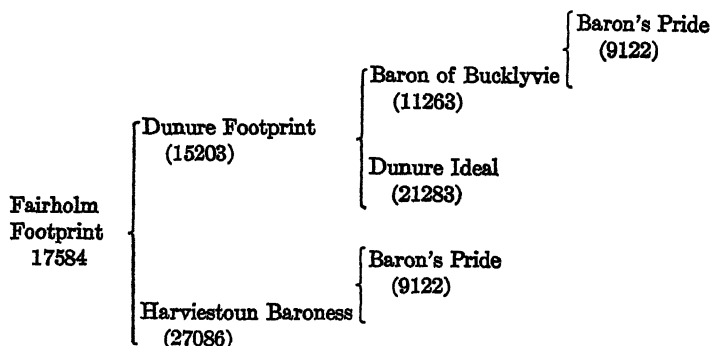 Baron's Pride
(9122)
Baron of Bucklyvie
(11263)
Dunure Footprint
(15203)
Dunure Ideal
(21283)
Fairholm
Footprint
17584
Baron's Pride
(9122)
Harviestoun Baroness
(27086)